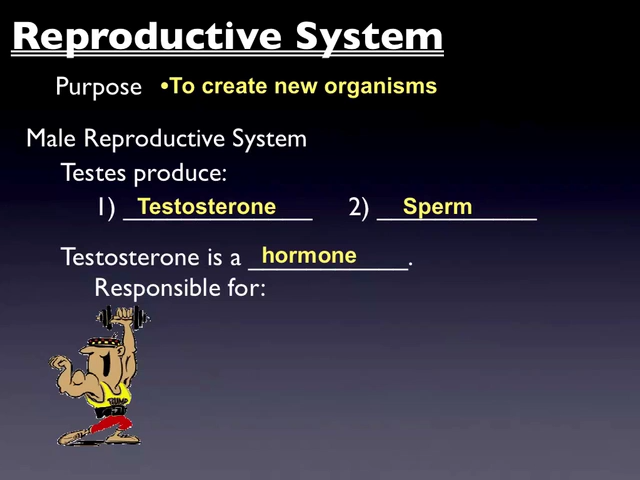 Reproductive System
Purpose •To create new organisms
Male Reproductive System
Testes produce:
1) Testosterone 2) Sperm
Testosterone is a hormone.
Responsible for: